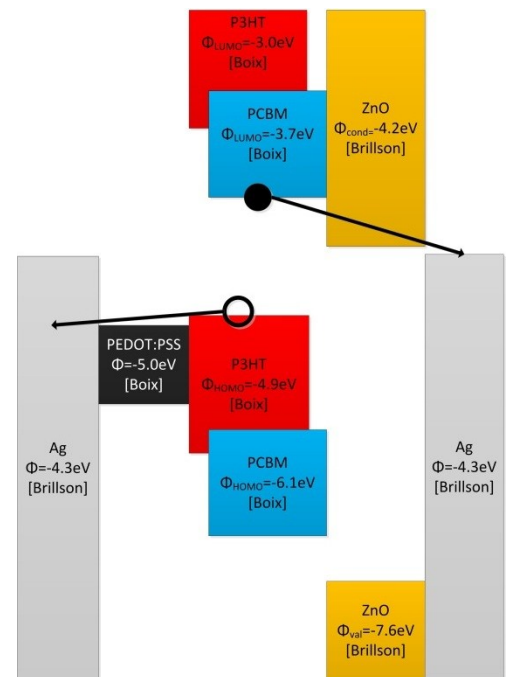 P3HT
ΦLUMO=-3.0eV
[Boix]
PCBM
ΦLUMO=-3.7eV
[Boix]
ZnO
Φcond=-4.2eV
[Brillson]
PEDOT:PSS
Φ=-5.0eV
[Boix]
P3HT
ΦHOMO=-4.9eV
[Boix]
Ag
Φ=-4.3eV
[Brillson]
PCBM
ΦHOMO=-6.1eV
[Boix]
Ag
Φ=-4.3eV
[Brillson]
ZnO
Φval=-7.6eV
[Brillson]